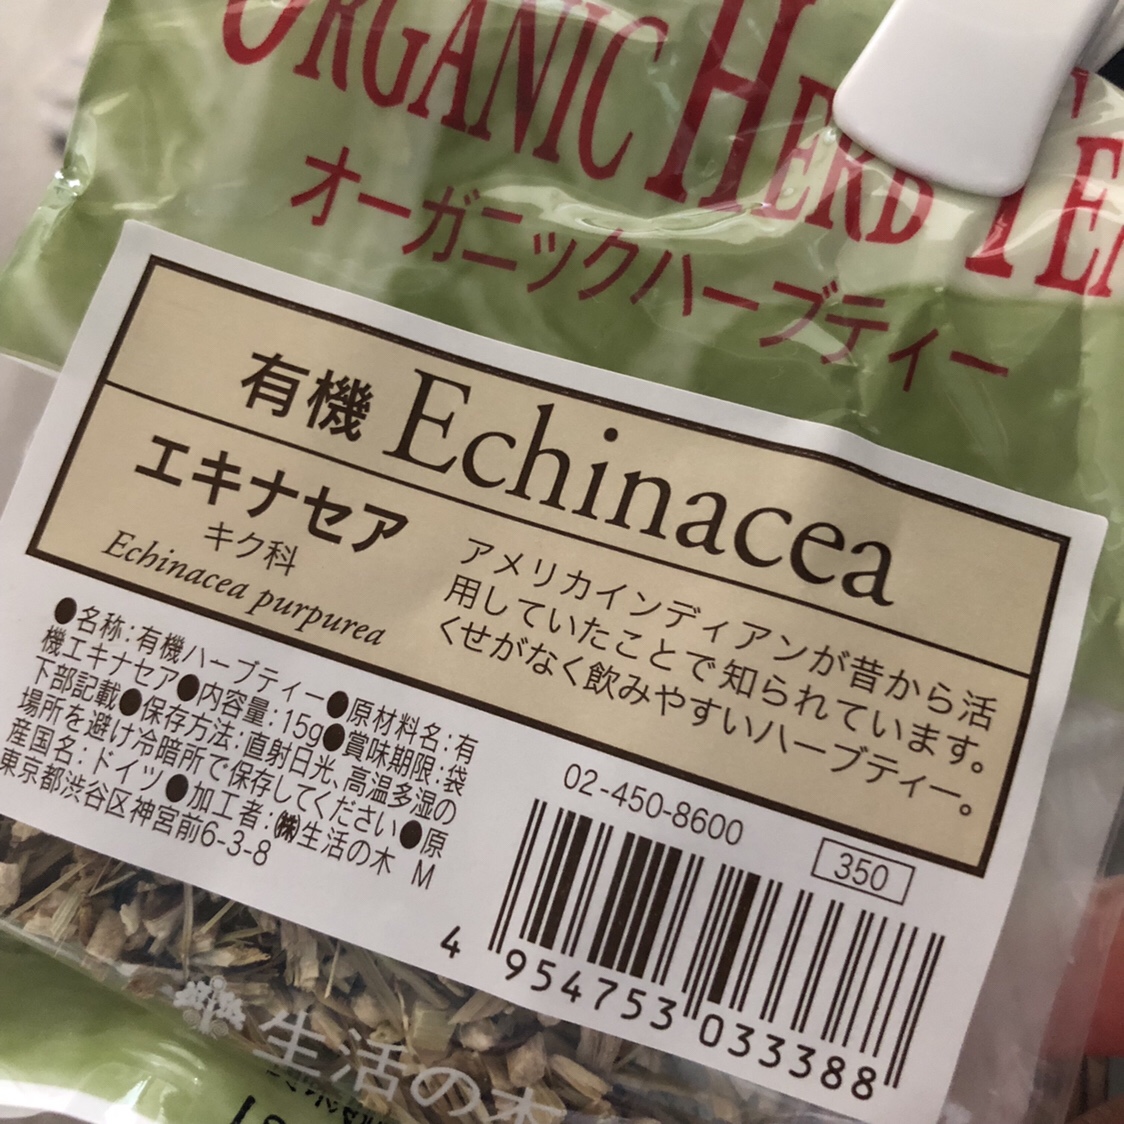 ORGANIC HERB TEA
オーガニックハーブティー
有機 Echinacea
エキナセア
キク科
Echinacea purpurea
アメリカインディアンが昔から活
用していたことで知られています。
くせがなく飲みやすいハーブティー。
●名称:有機ハーブティー●原材料名:有
機エキナセア●内容量:15g●賞味期限:袋
下部記載●保存方法:直射日光、高温多湿の
場所を避け冷暗所で保存してください●原
産国名:ドイツ●加工者:㈱生活の木
東京都渋谷区神宮前6-3-8 M
02-450-8600
350
4 954753 033388
生活の木